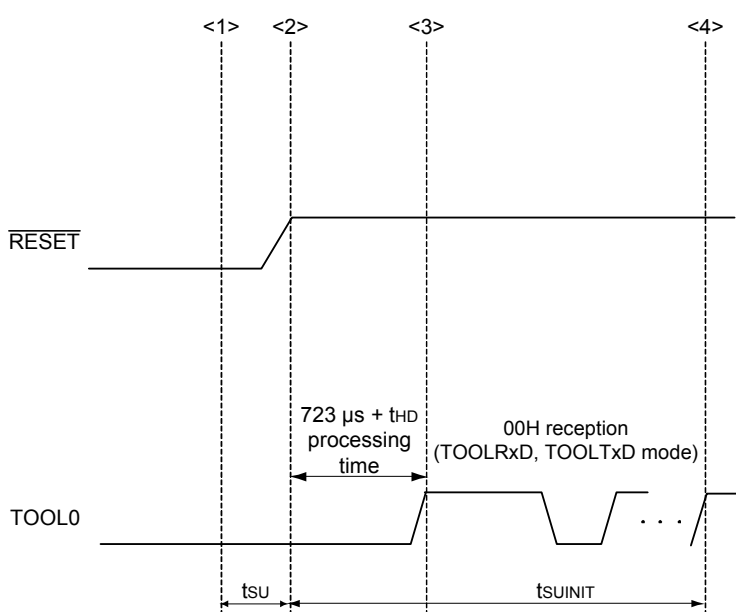 <1> <2> <3> <4>
RESET
723 µs + tHD
processing
time
00H reception
(TOOLRxD, TOOLTxD mode)
TOOL0
. . .
tSU tSUINIT